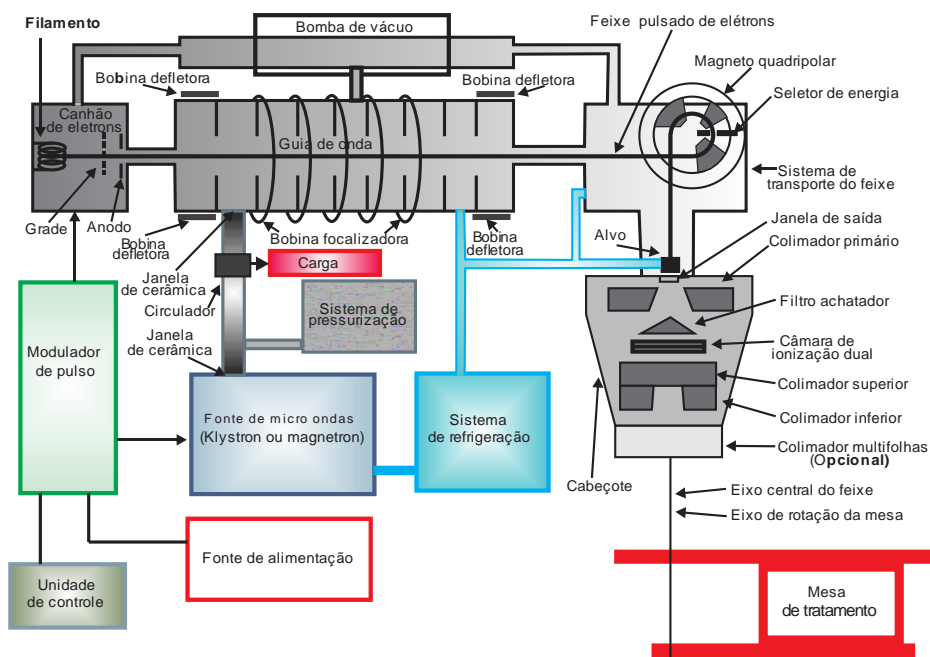 Filamento
Bomba de vácuo
Feixe pulsado de elétrons
Magneto quadripolar
Seletor de energia
Bobina
defletora
Bobina
defletora
Canhão
de eletrons
Guia de onda
Sistema de
transporte do feixe
Grade
Anodo
Bobina
defletora
Bobina focalizadora
Bobina
defletora
Alvo
Janela de saída
Colimador primário
Janela
de cerâmica
Carga
Circulador
Sistema de
pressurização
Filtro achatador
Janela
de cerâmica
Câmara de
ionização dual
Modulador
de pulso
Fonte de micro ondas
(Klystron ou magnetron)
Sistema
de refrigeração
Colimador superior
Colimador inferior
Colimador multifolhas
(Opcional)
Cabeçote
Eixo central do feixe
Eixo de rotação da mesa
Fonte de alimentação
Unidade
de controle
Mesa
de tratamento